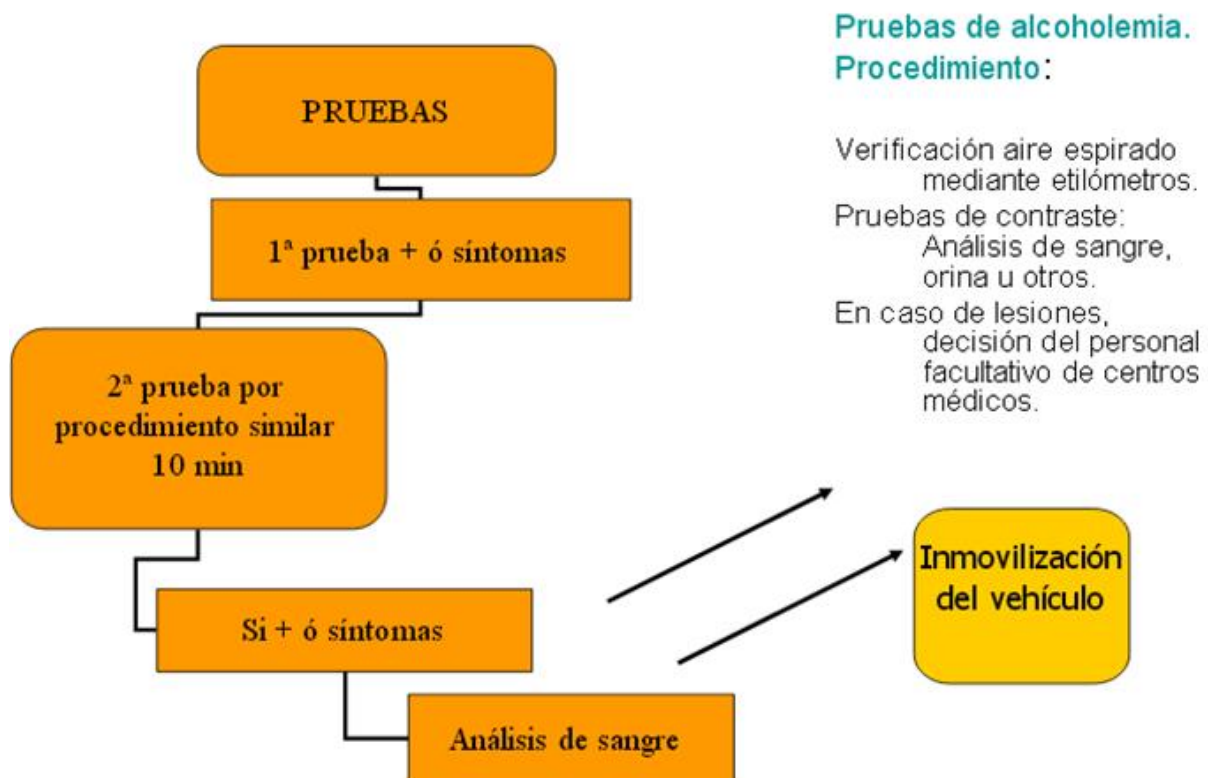 Pruebas de alcoholemia.
Procedimiento:
Verificación aire espirado
mediante etilómetros.
Pruebas de contraste:
Análisis de sangre,
orina u otros.
En caso de lesiones,
decisión del personal
facultativo de centros
médicos.
PRUEBAS
1ª prueba + ó síntomas
2ª prueba por
procedimiento similar
10 min
Si + ó síntomas
Análisis de sangre
Inmovilización
del vehículo